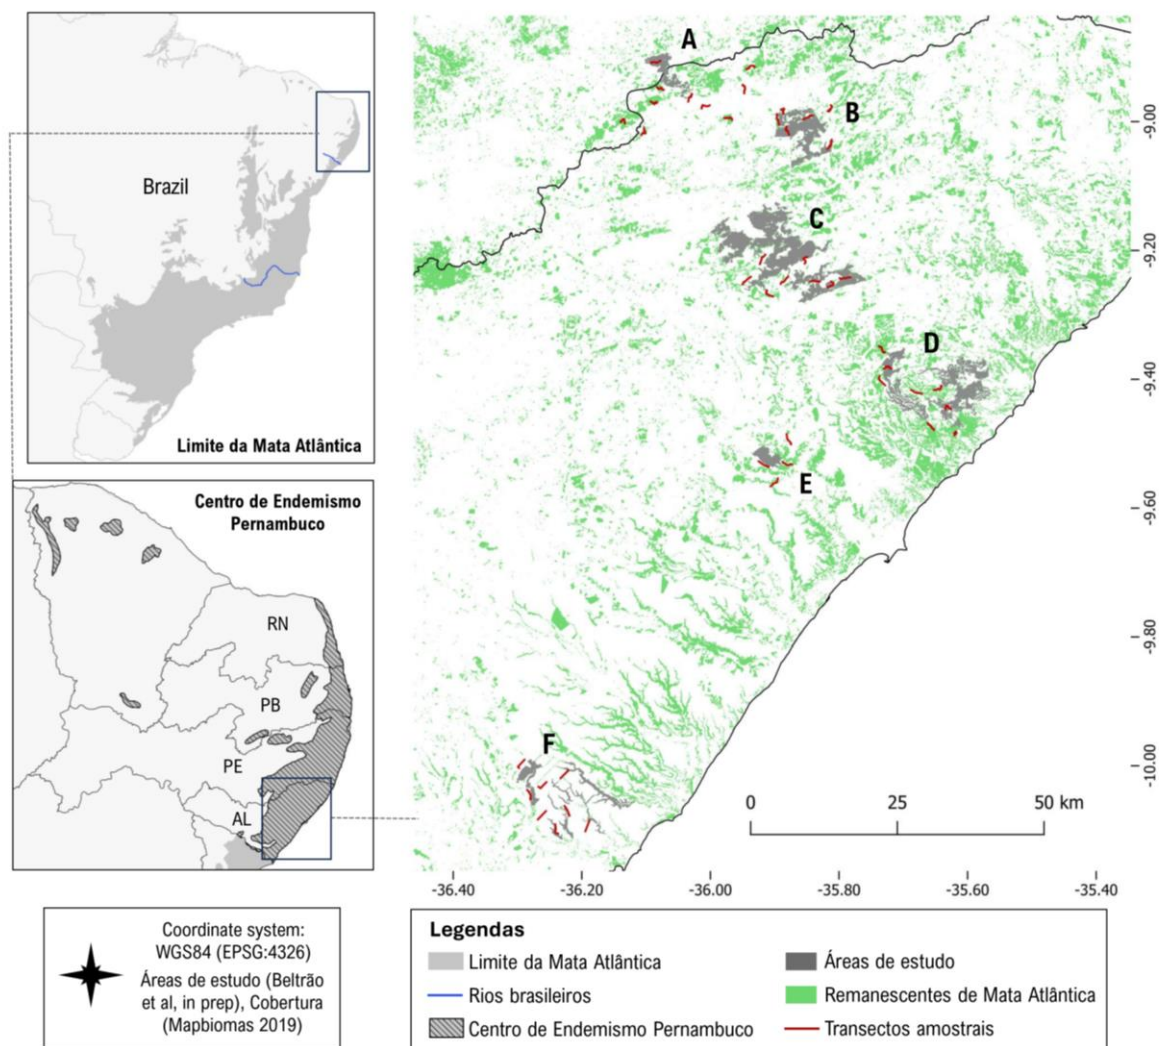 Brazil
Limite da Mata Atlântica
Centro de Endemismo
Pernambuco
RN
PB
PE
AL
A
B
C
D
E
F
-9.00
-9.20
-9.40
-9.60
-9.80
-10.00
0 25 50 km
-36.40 -36.20 -36.00 -35.80 -35.60 -35.40
Coordinate system:
WGS84 (EPSG:4326)
Áreas de estudo (Beltrão
et al, in prep), Cobertura
(Mapbiomas 2019)
Legendas
Limite da Mata Atlântica
Rios brasileiros
Centro de Endemismo Pernambuco
Áreas de estudo
Remanescentes de Mata Atlântica
Transectos amostrais